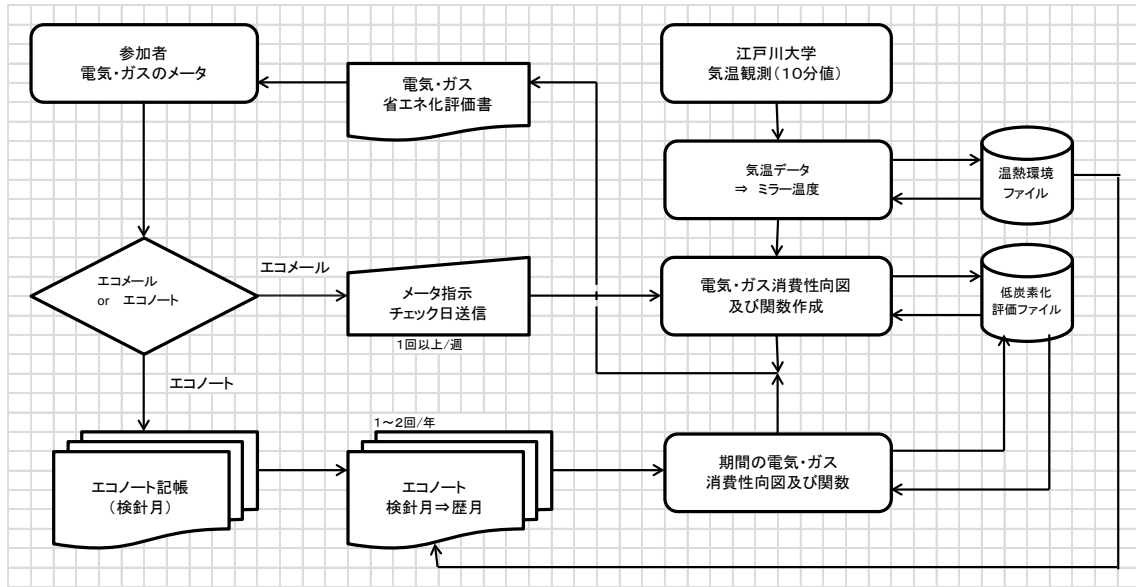 参加者
電気・ガスのメータ
江戸川大学
気温観測（10分値）
電気・ガス
省エネ化評価書
気温データ
⇒ ミラー温度
温熱環境
ファイル
エコメール
or エコノート
エコメール
メータ指示
チェック日送信
1回以上/週
電気・ガス消費性向図
及び関数作成
低炭素化
評価ファイル
エコノート
1～2回/年
エコノート記帳
（検針月）
エコノート
検針月⇒歴月
期間の電気・ガス
消費性向図及び関数